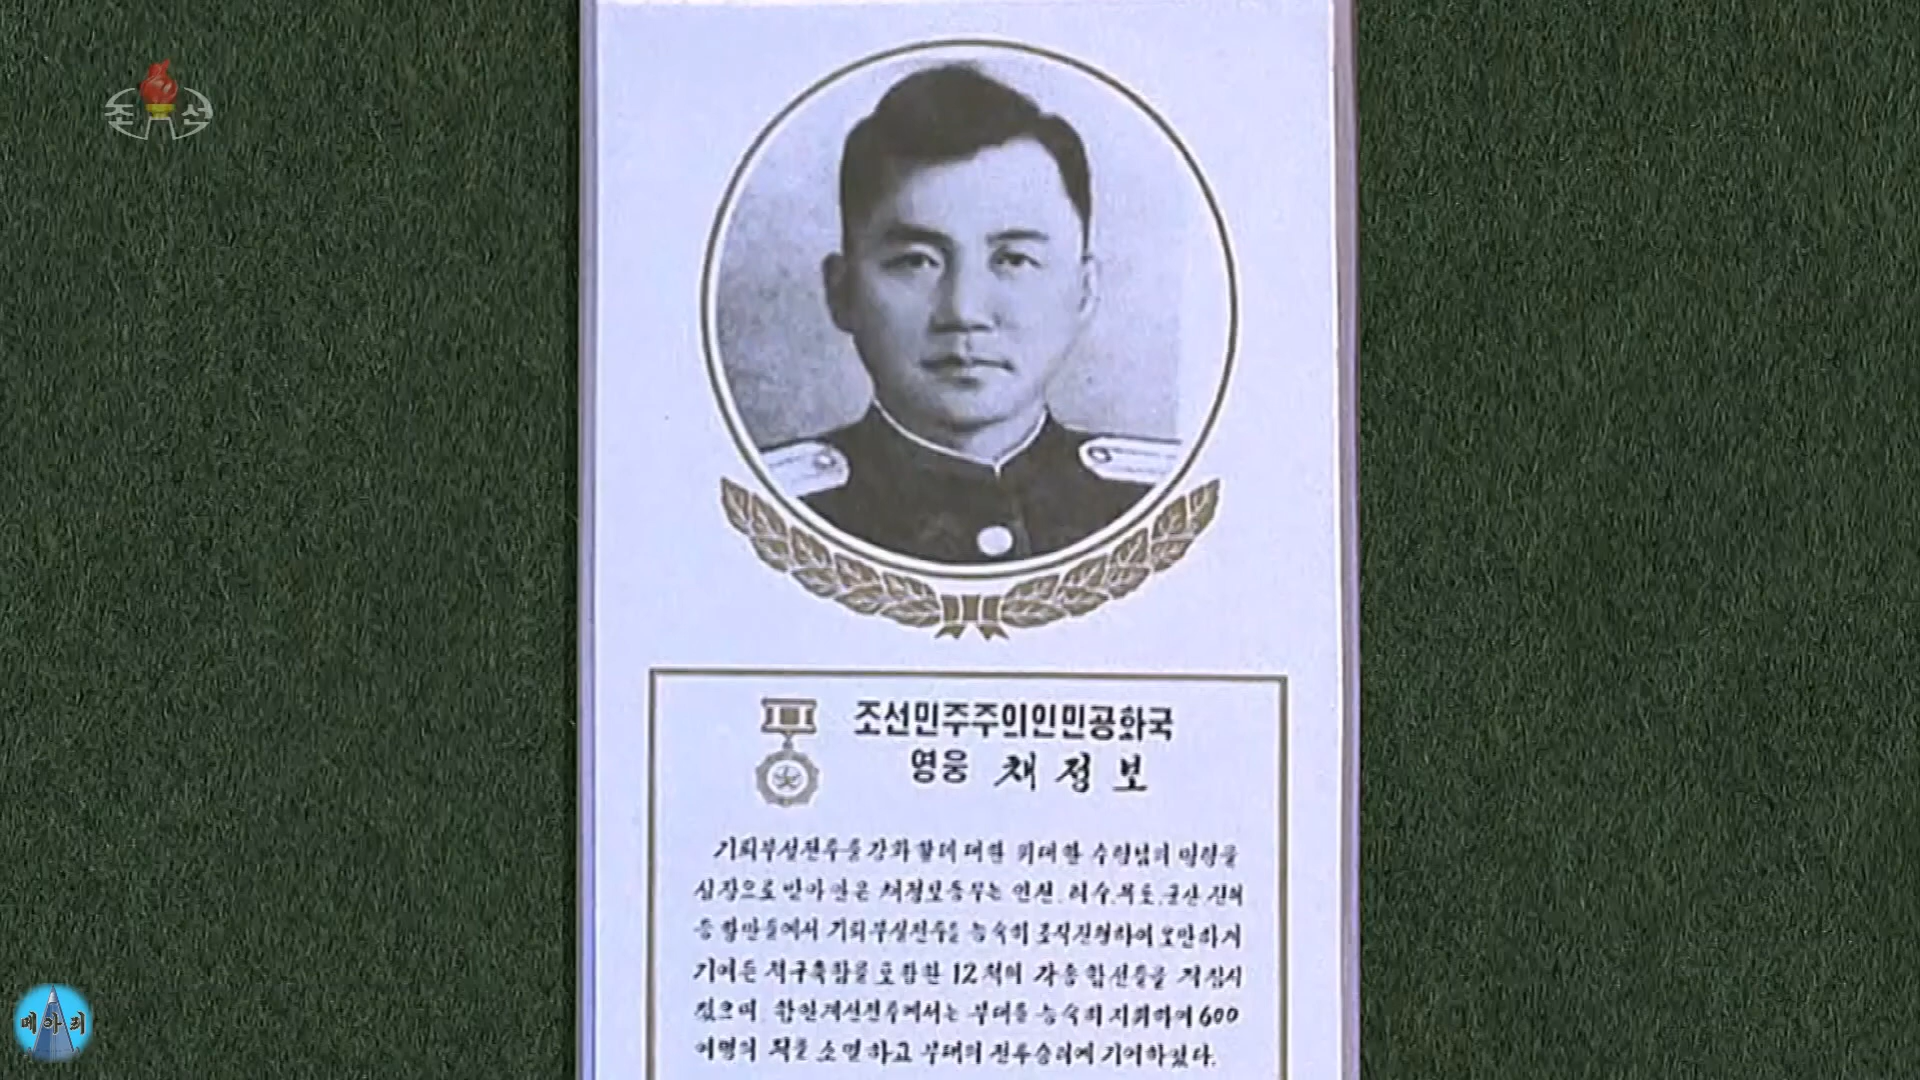 조선
조선민주주의인민공화국
영웅 채정보
기뢰부설전투를 강화할데 대한 위대한 수령님의 명령을
심장으로 받아안은 채정보동무는 인천, 려수, 목포, 군산, 진해
등 항만들에서 기뢰부설전투를 능숙히 조직진행하여 오만하게
기여든 적구축함을 포함한 12척의 각종 함선들을 격침시
켰으며, 계선전투에서는 부대를 능숙히 지휘하여 600
여명의 적을 소멸하고 부대의 전투승리에 기여하였다.
메아리